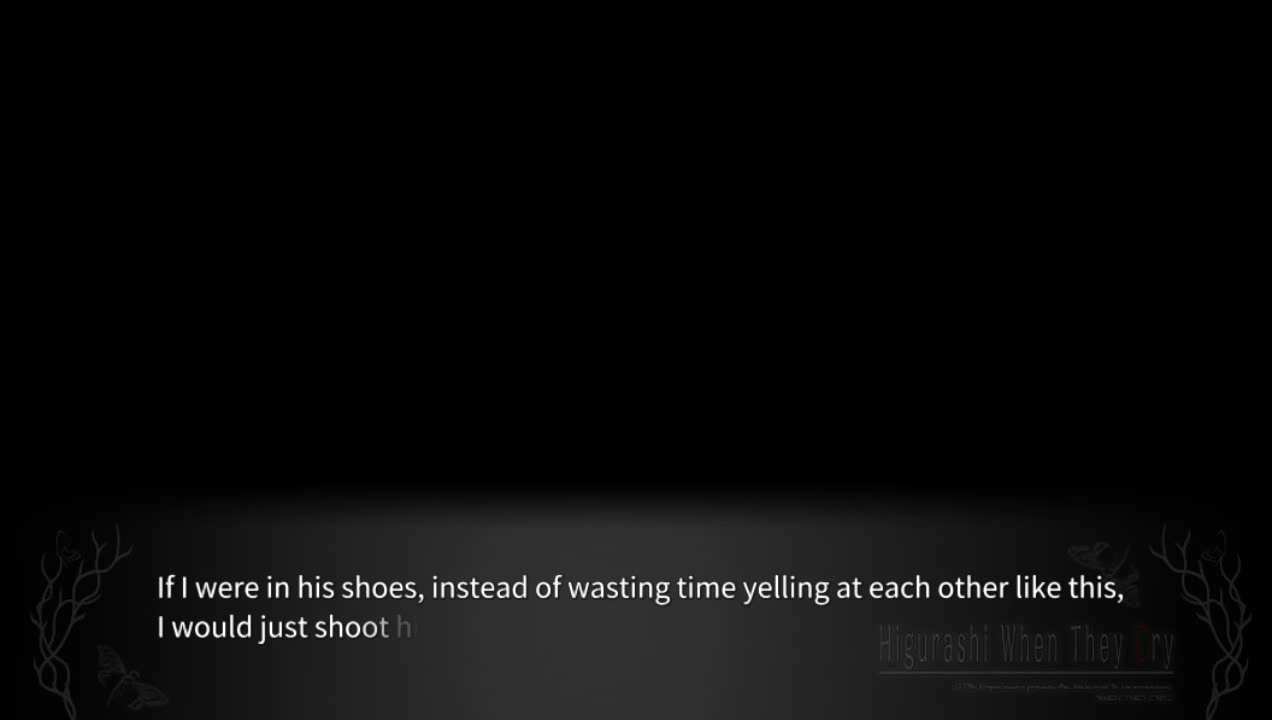 If I were in his shoes, instead of wasting time yelling at each other like this,
I would just shoot h
Higurashi When They Cry